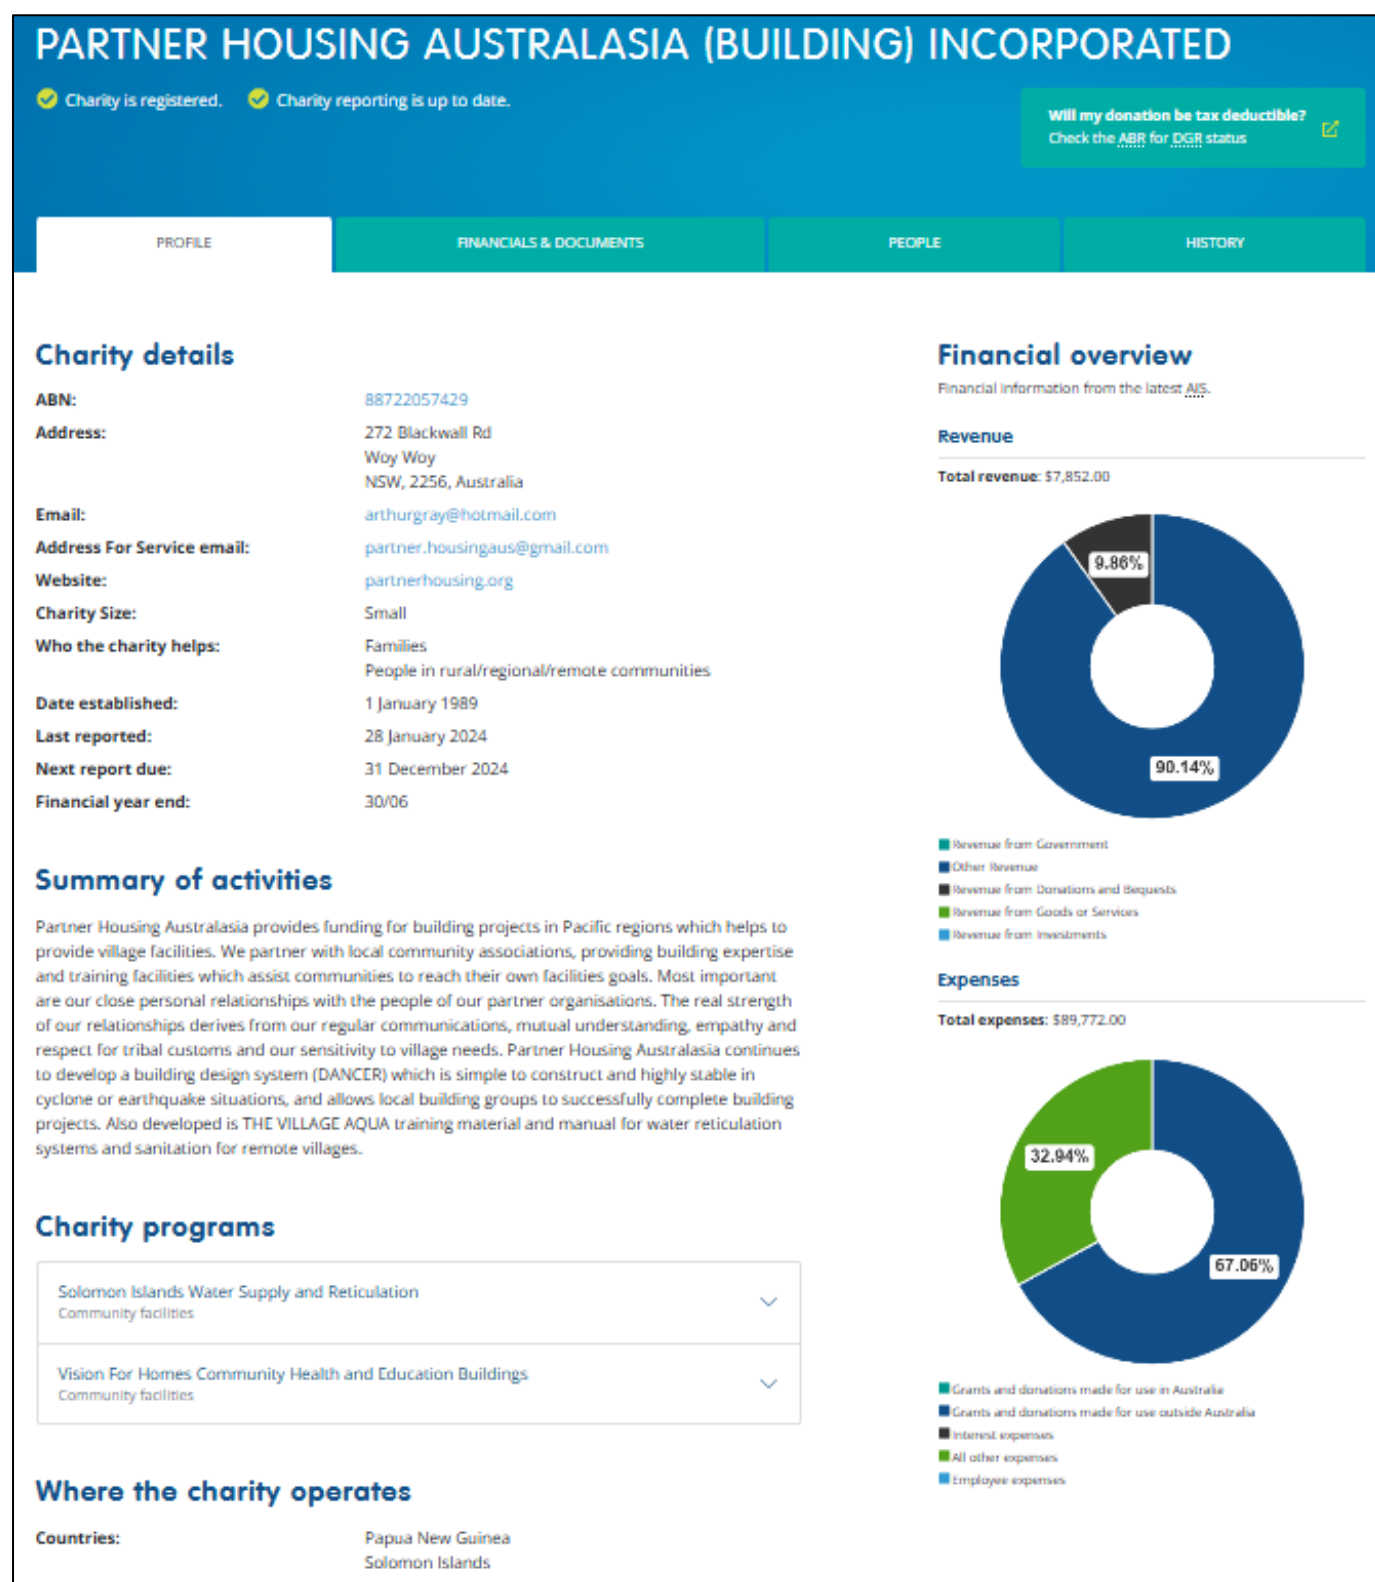 PARTNER HOUSING AUSTRALASIA (BUILDING) INCORPORATED
Charity is registered. Charity reporting is up to date.
Will my donation be tax deductible?
Check the ABR for DGR status
PROFILE FINANCIALS & DOCUMENTS PEOPLE HISTORY
Charity details
ABN: 88722057429
Address: 272 Blackwall Rd
Woy Woy
NSW, 2256, Australia
Email: arthurgray@hotmail.com
Address For Service email: partner.housingaus@gmail.com
Website: partnerhousing.org
Charity Size: Small
Who the charity helps: Families
People in rural/regional/remote communities
Date established: 1 January 1989
Last reported: 28 January 2024
Next report due: 31 December 2024
Financial year end: 30/06
Summary of activities
Partner Housing Australasia provides funding for building projects in Pacific regions which helps to
provide village facilities. We partner with local community associations, providing building expertise
and training facilities which assist communities to reach their own facilities goals. Most important
are our close personal relationships with the people of our partner organisations. The real strength
of our relationships derives from our regular communications, mutual understanding, empathy and
respect for tribal customs and our sensitivity to village needs. Partner Housing Australasia continues
to develop a building design system (DANCER) which is simple to construct and highly stable in
cyclone or earthquake situations, and allows local building groups to successfully complete building
projects. Also developed is THE VILLAGE AQUA training material and manual for water reticulation
systems and sanitation for remote villages.
Charity programs
Solomon Islands Water Supply and Reticulation
Community facilities
Vision For Homes Community Health and Education Buildings
Community facilities
Where the charity operates
Countries: Papua New Guinea
Solomon Islands
Financial overview
Financial information from the latest AIS.
Revenue
Total revenue: $7,852.00
9.86%
90.14%
Revenue from Government
Other Revenue
Revenue from Donations and Bequests
Revenue from Goods or Services
Revenue from Investments
Expenses
Total expenses: $89,772.00
32.94%
67.06%
Grants and donations made for use in Australia
Grants and donations made for use outside Australia
Interest expenses
All other expenses
Employee expenses